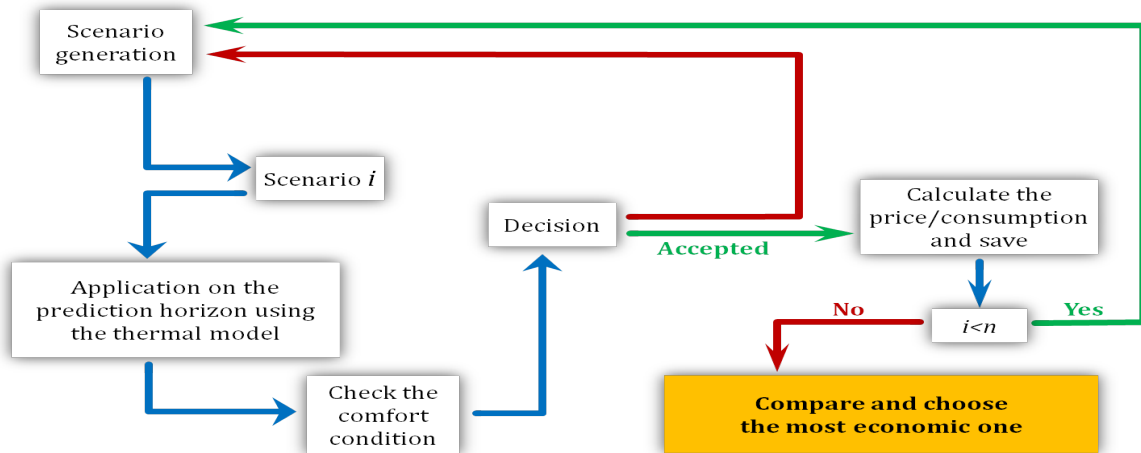 Scenario
generation
Scenario i
Application on the
prediction horizon using
the thermal model
Check the
comfort
condition
Decision
Accepted
Calculate the
price/consumption
and save
i<n
No
Yes
Compare and choose
the most economic one